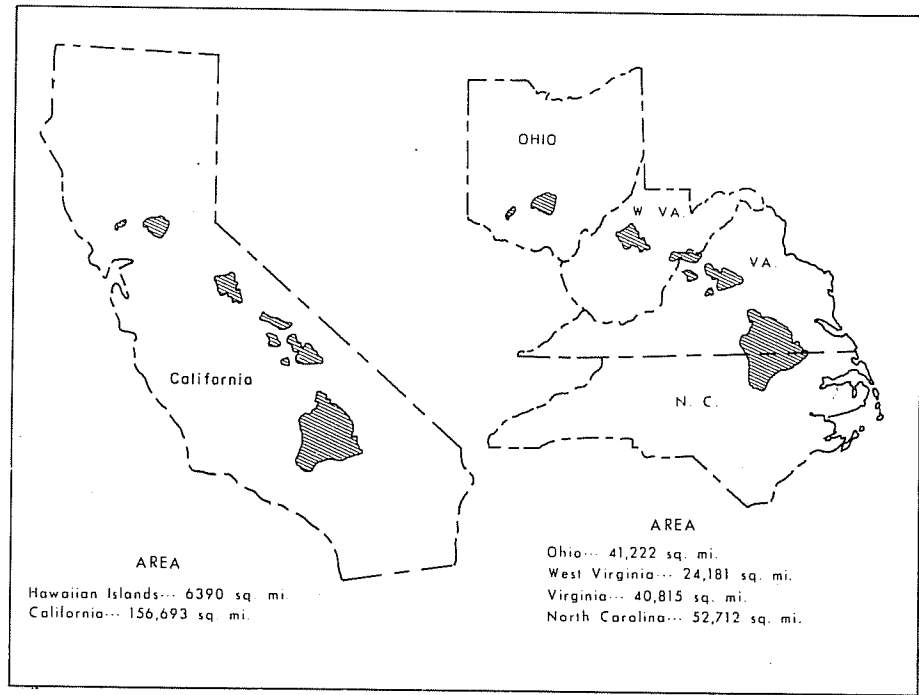 OHIO
W. VA.
VA.
California
N. C.
AREA
Hawaiian Islands··· 6390 sq. mi.
California··· 156,693 sq. mi.
AREA
Ohio··· 41,222 sq. mi.
West Virginia··· 24,181 sq. mi.
Virginia··· 40,815 sq. mi.
North Carolina··· 52,712 sq. mi.